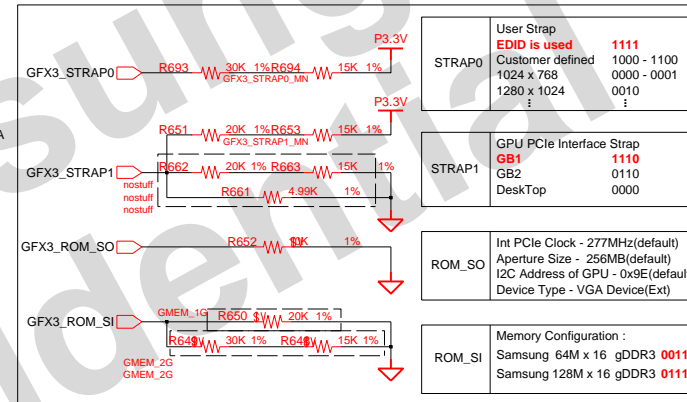 P3.3V
GFX3_STRAP0
R693
30K 1%
R694
15K 1%
GFX3_STRAP0_MN
P3.3V
R651
20K 1%
R653
15K 1%
GFX3_STRAP1_MN
A
GFX3_STRAP1
R662
20K 1%
R663
15K 1%
nostuff
nostuff
nostuff
R661
4.99K 1%
GFX3_ROM_SO
R652
1%
GMEM_1G
GFX3_ROM_SI
R650
20K 1%
30K 1%
15K 1%
GMEM_2G
GMEM_2G
STRAP0
User Strap
EDID is used 1111
Customer defined 1000 - 1100
1024 x 768 0000 - 0001
1280 x 1024 0010
: :
STRAP1
GPU PCIe Interface Strap
GB1 1110
GB2 0110
DeskTop 0000
ROM_SO
Int PCIe Clock - 277MHz(default)
Aperture Size - 256MB(default)
I2C Address of GPU - 0x9E(defaul
Device Type - VGA Device(Ext)
ROM_SI
Memory Configuration :
Samsung 64M x 16 gDDR3 0011
Samsung 128M x 16 gDDR3 0111